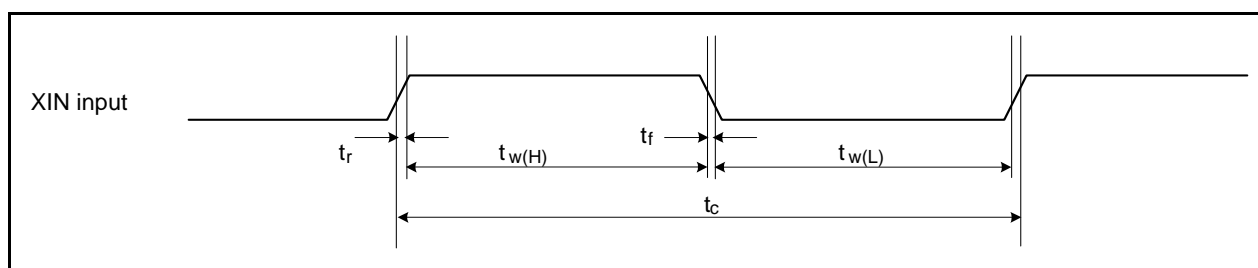 XIN input
tr
tw(H)
tf
tw(L)
tc